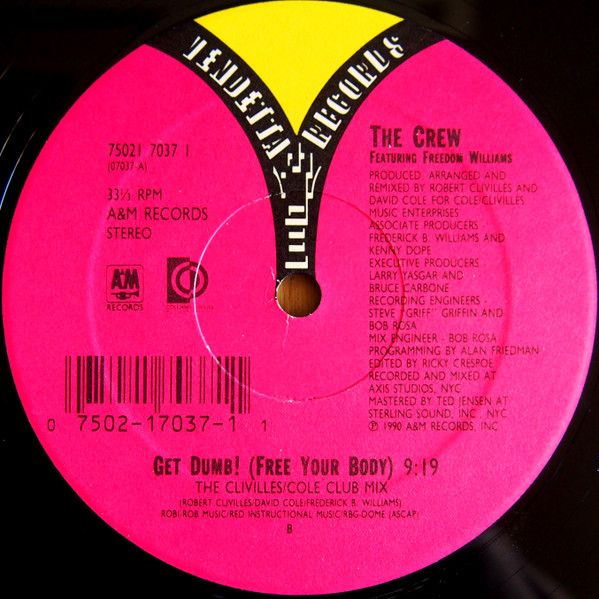 VENDETTA RECORDS
75021 7037 1
(07037-A)
33⅓ RPM
A&M RECORDS
STEREO
A&M
RECORDS
THE CREW
FEATURING FREEDOM WILLIAMS
PRODUCED, ARRANGED AND
REMIXED BY ROBERT CLIVILLES AND
DAVID COLE FOR COLE/CLIVILLES
MUSIC ENTERPRISES
ASSOCIATE PRODUCERS -
FREDERICK B. WILLIAMS AND
KENNY DOPE
EXECUTIVE PRODUCERS -
LARRY YASGAR AND
BRUCE CARBONE
RECORDING ENGINEERS -
STEVE "GRIFF" GRIFFIN AND
BOB ROSA
MIX ENGINEER - BOB ROSA
PROGRAMMING BY ALAN FRIEDMAN
EDITED BY RICKY CRESPOE
RECORDED AND MIXED AT
AXIS STUDIOS, NYC
MASTERED BY TED JENSEN AT
STERLING SOUND, INC., NYC
℗ 1990 A&M RECORDS, INC
0 7502-17037-1 1
GET DUMB! (FREE YOUR BODY) 9:19
THE CLIVILLES/COLE CLUB MIX
(ROBERT CLIVILLES/DAVID COLE/FREDERICK B. WILLIAMS)
ROBI-ROB MUSIC/RED INSTRUCTIONAL MUSIC/RBG-DOME (ASCAP)
B